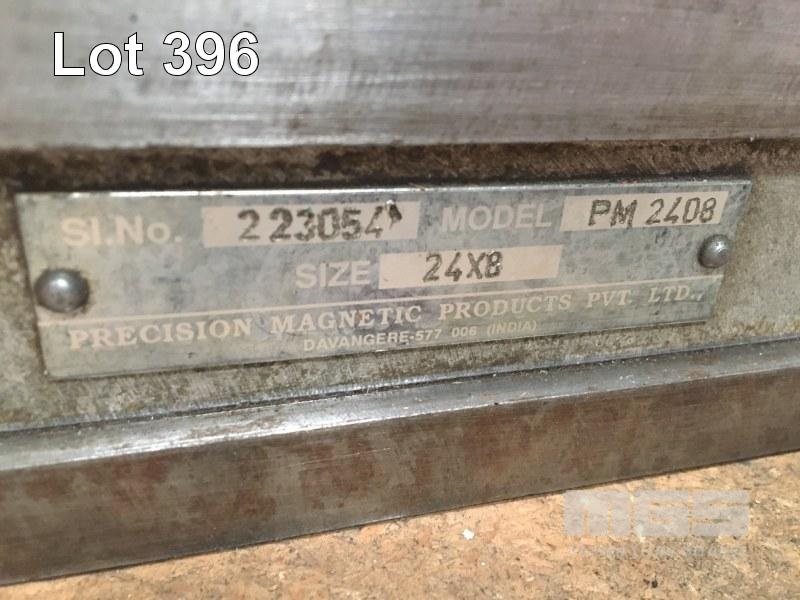 Lot 396
Sl.No. 223054 MODEL PM 2408
SIZE 24X8
PRECISION MAGNETIC PRODUCTS PVT. LTD.,
DAVANGERE-577 006 (INDIA)
MGS